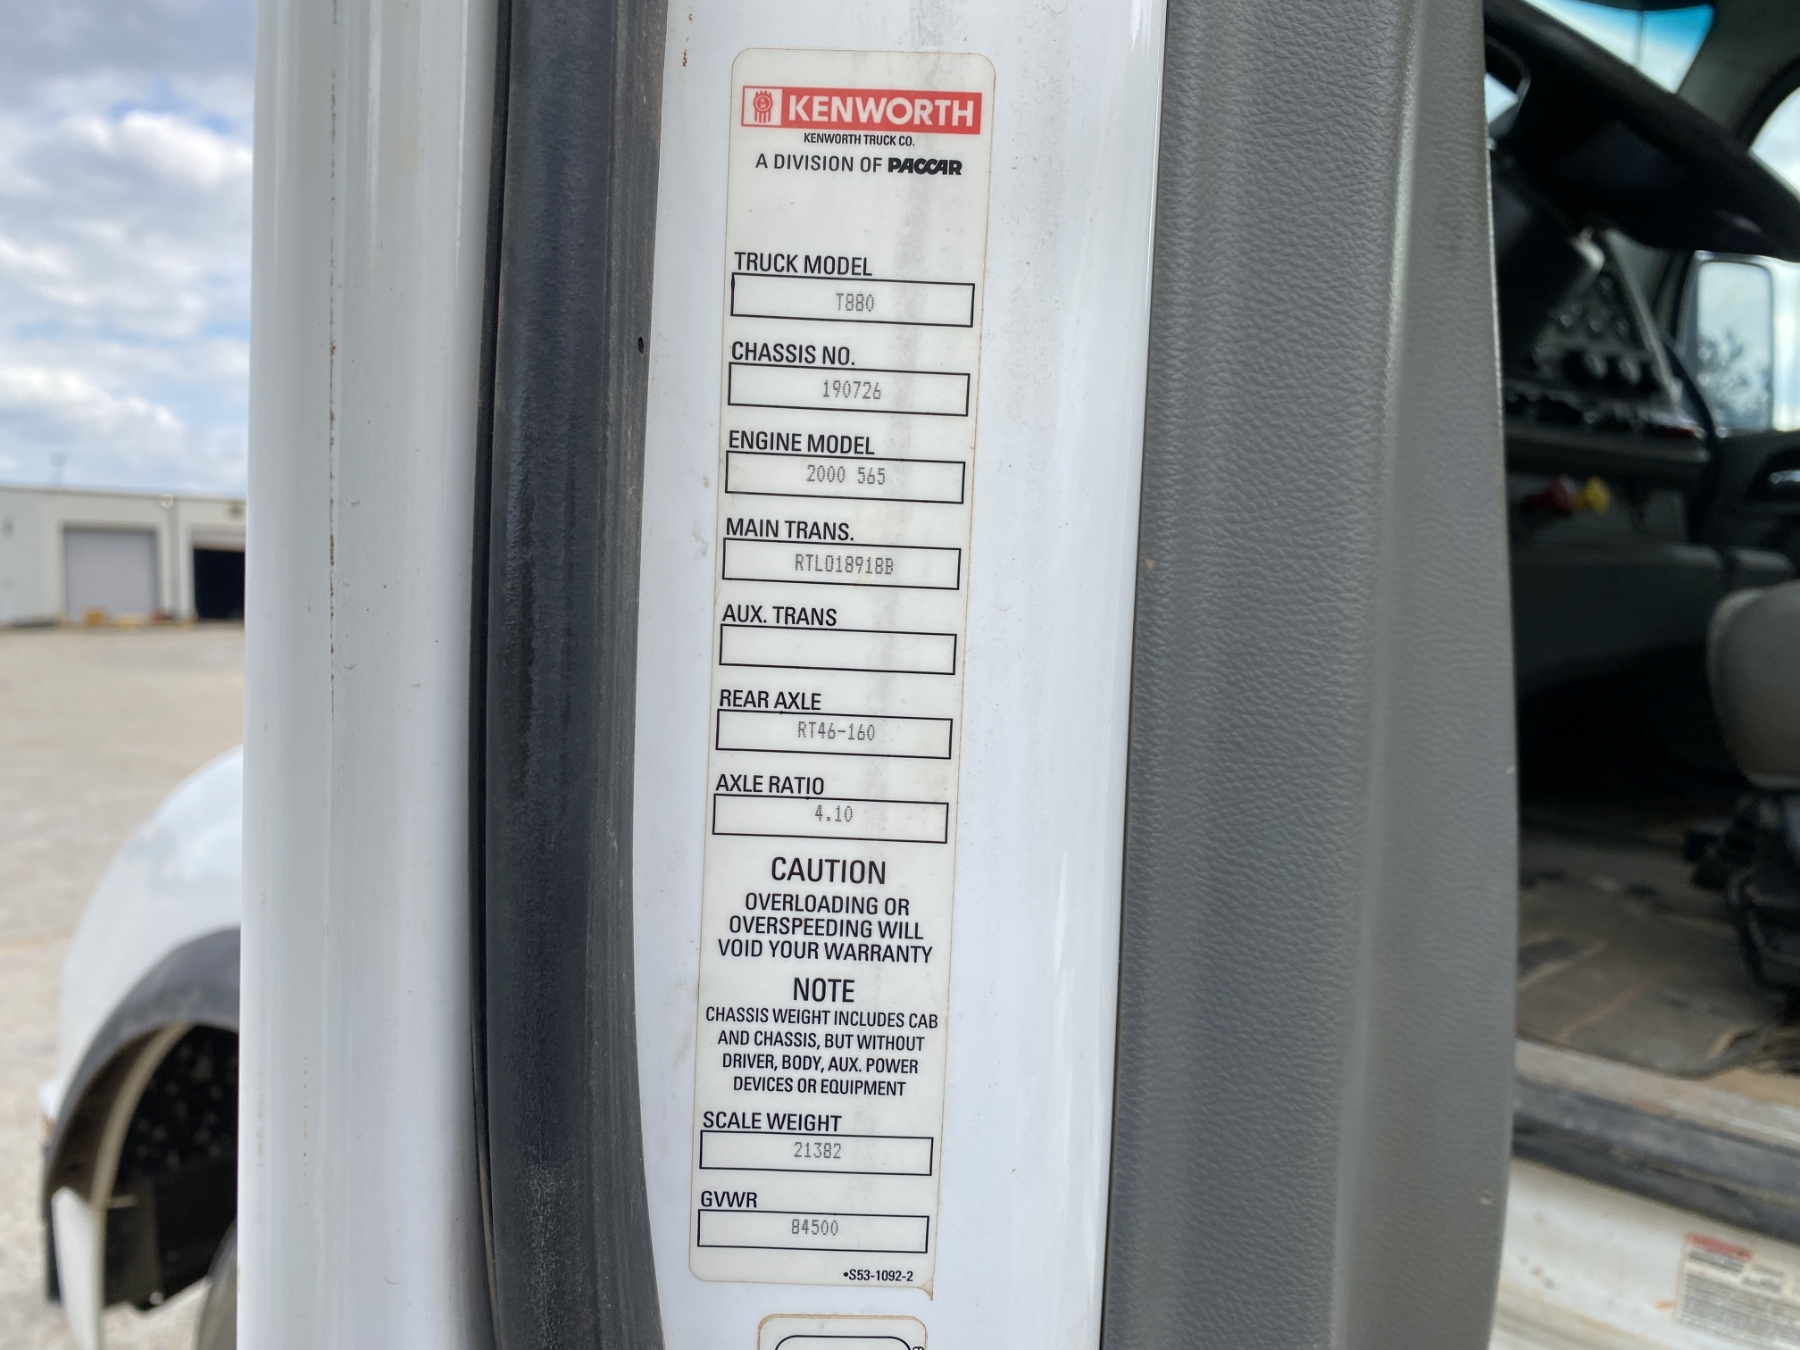 KENWORTH
KENWORTH TRUCK CO.
A DIVISION OF PACCAR
TRUCK MODEL
T880
CHASSIS NO.
190726
ENGINE MODEL
2000 565
MAIN TRANS.
RTLO18918B
AUX. TRANS
REAR AXLE
RT46-160
AXLE RATIO
4.10
CAUTION
OVERLOADING OR
OVERSPEEDING WILL
VOID YOUR WARRANTY
NOTE
CHASSIS WEIGHT INCLUDES CAB
AND CHASSIS, BUT WITHOUT
DRIVER, BODY, AUX. POWER
DEVICES OR EQUIPMENT
SCALE WEIGHT
21382
GVWR
84500
•S53-1092-2